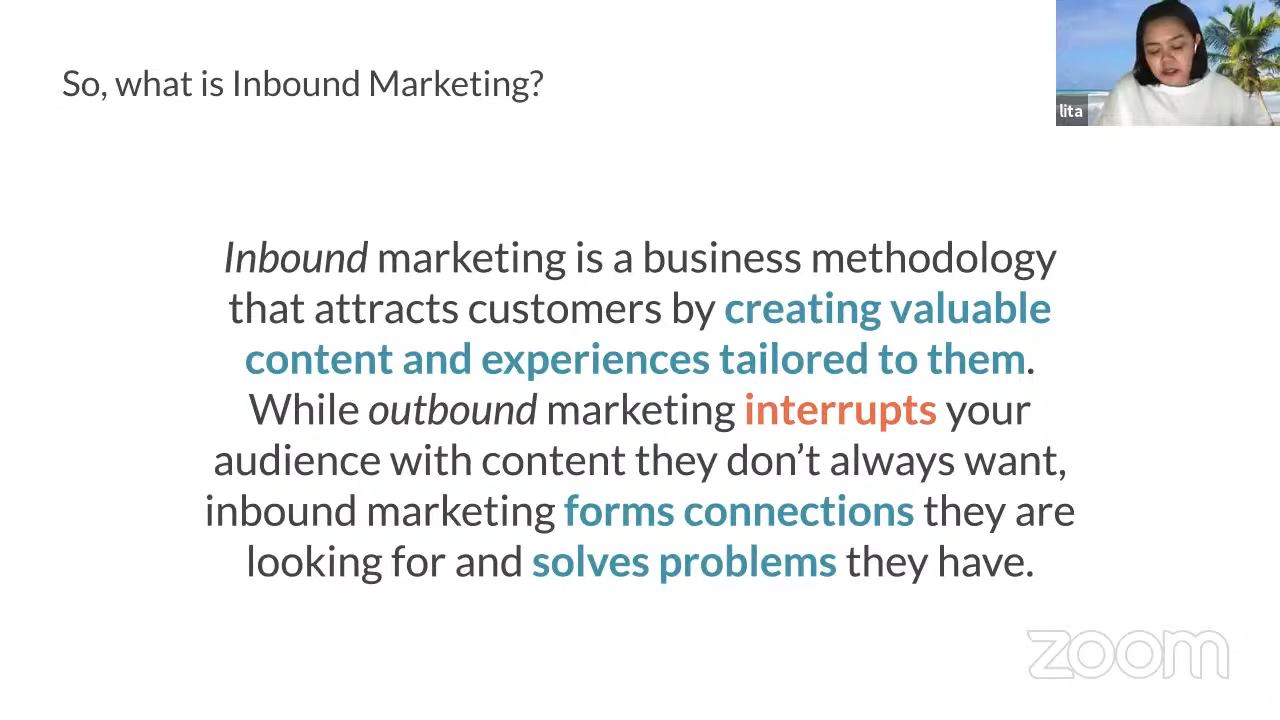 So, what is Inbound Marketing?
lita
Inbound marketing is a business methodology
that attracts customers by creating valuable
content and experiences tailored to them.
While outbound marketing interrupts your
audience with content they don’t always want,
inbound marketing forms connections they are
looking for and solves problems they have.
zoom